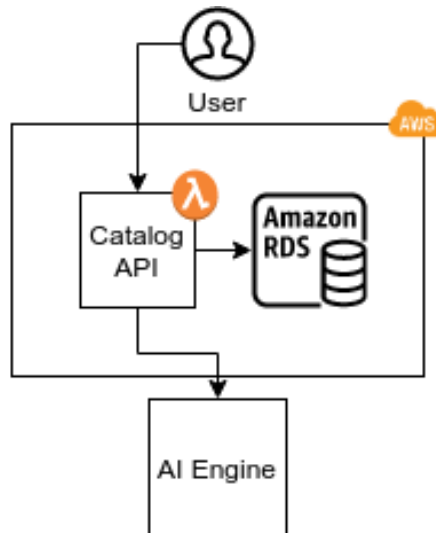 User
AWS
Catalog
API
λ
Amazon
RDS
AI Engine